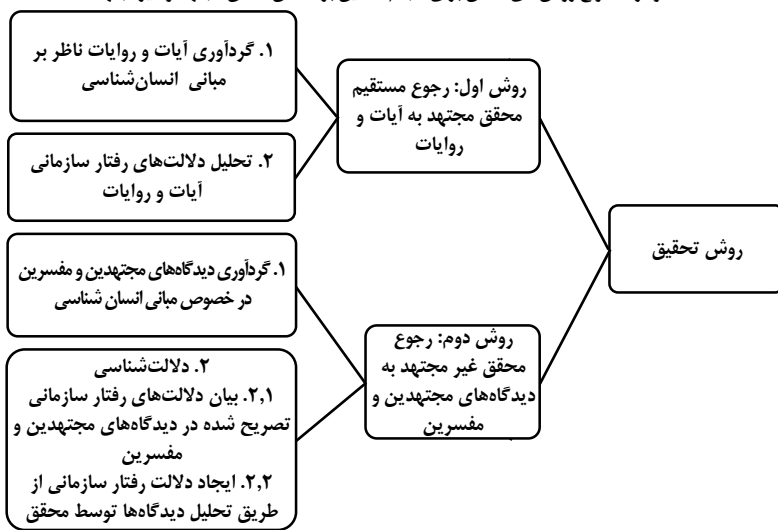 روش تحقیق
روش اول: رجوع مستقیم
محقق مجتهد به آیات و
روایات
۱. گردآوری آیات و روایات ناظر بر
مبانی انسان‌شناسی
۲. تحلیل دلالت‌های رفتار سازمانی
آیات و روایات
روش دوم: رجوع
محقق غیر مجتهد به
دیدگاه‌های مجتهدین و
مفسرین
۱. گردآوری دیدگاه‌های مجتهدین و مفسرین
در خصوص مبانی انسان شناسی
۲. دلالت‌شناسی
۲,۱. بیان دلالت‌های رفتار سازمانی
تصریح شده در دیدگاه‌های مجتهدین و
مفسرین
۲,۲. ایجاد دلالت رفتار سازمانی از
طریق تحلیل دیدگاه‌ها توسط محقق